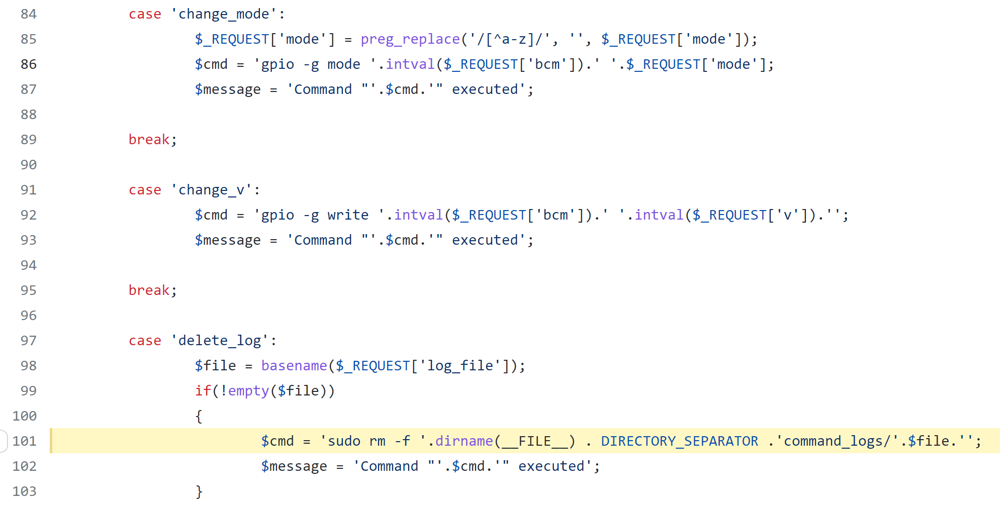 84 case 'change_mode':
85 $_REQUEST['mode'] = preg_replace('/[^a-z]/', '', $_REQUEST['mode']);
86 $cmd = 'gpio -g mode '.intval($_REQUEST['bcm']).' '.$_REQUEST['mode'];
87 $message = 'Command "'.$cmd.'" executed';
88
89 break;
90
91 case 'change_v':
92 $cmd = 'gpio -g write '.intval($_REQUEST['bcm']).' '.intval($_REQUEST['v']).'';
93 $message = 'Command "'.$cmd.'" executed';
94
95 break;
96
97 case 'delete_log':
98 $file = basename($_REQUEST['log_file']);
99 if(!empty($file))
100 {
101 $cmd = 'sudo rm -f '.dirname(__FILE__) . DIRECTORY_SEPARATOR .'command_logs/'.$file.'';
102 $message = 'Command "'.$cmd.'" executed';
103 }